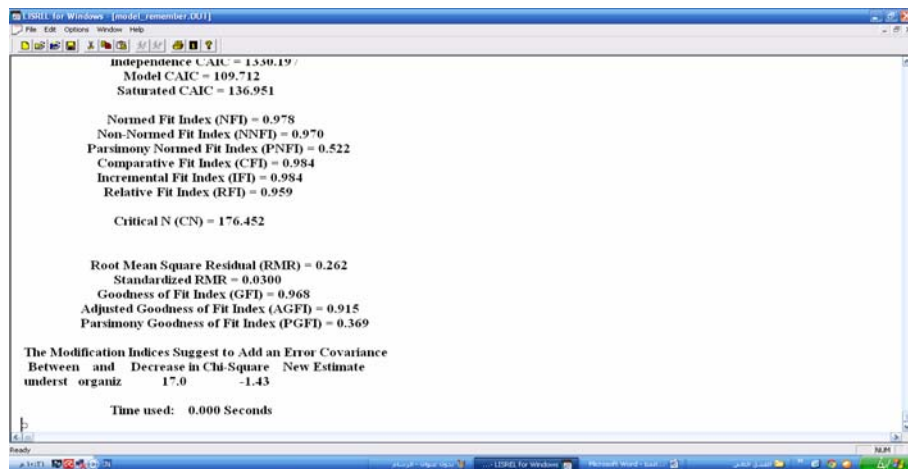 LISREL for Windows - [model_remember.OUT]
File Edit Options Window Help
Independence CAIC = 1330.197
Model CAIC = 109.712
Saturated CAIC = 136.951
Normed Fit Index (NFI) = 0.978
Non-Normed Fit Index (NNFI) = 0.970
Parsimony Normed Fit Index (PNFI) = 0.522
Comparative Fit Index (CFI) = 0.984
Incremental Fit Index (IFI) = 0.984
Relative Fit Index (RFI) = 0.959
Critical N (CN) = 176.452
Root Mean Square Residual (RMR) = 0.262
Standardized RMR = 0.0300
Goodness of Fit Index (GFI) = 0.968
Adjusted Goodness of Fit Index (AGFI) = 0.915
Parsimony Goodness of Fit Index (PGFI) = 0.369
The Modification Indices Suggest to Add an Error Covariance
Between and Decrease in Chi-Square New Estimate
underst organiz 17.0 -1.43
Time used: 0.000 Seconds
Ready NUM
LISREL for Windows Microsoft Word